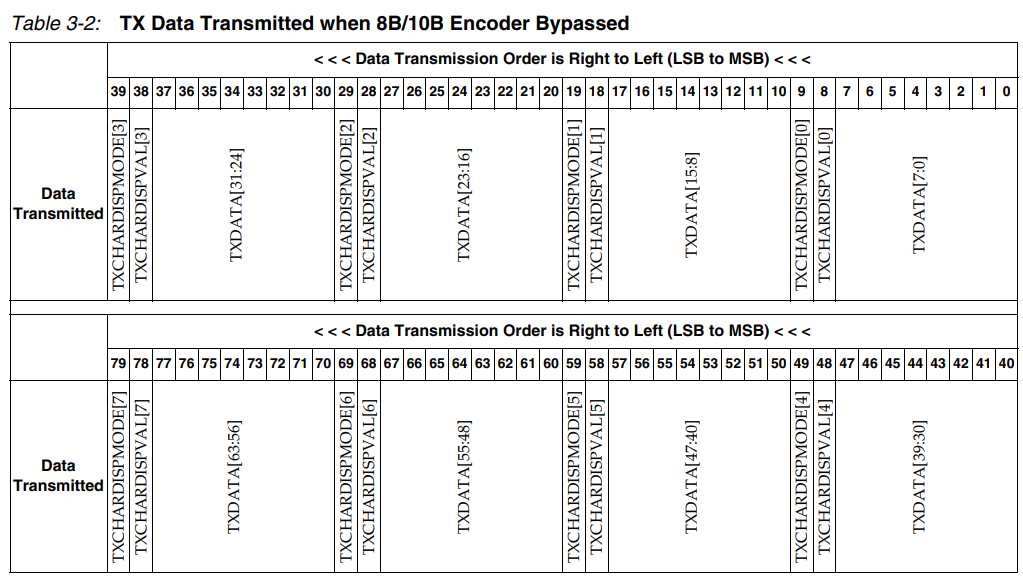 Table 3-2: TX Data Transmitted when 8B/10B Encoder Bypassed
< < < Data Transmission Order is Right to Left (LSB to MSB) < < <
39 38 37 36 35 34 33 32 31 30 29 28 27 26 25 24 23 22 21 20 19 18 17 16 15 14 13 12 11 10 9 8 7 6 5 4 3 2 1 0
Data
Transmitted
TXCHARDISPMODE[3]
TXCHARDISPVAL[3]
TXDATA[31:24]
TXCHARDISPMODE[2]
TXCHARDISPVAL[2]
TXDATA[23:16]
TXCHARDISPMODE[1]
TXCHARDISPVAL[1]
TXDATA[15:8]
TXCHARDISPMODE[0]
TXCHARDISPVAL[0]
TXDATA[7:0]
< < < Data Transmission Order is Right to Left (LSB to MSB) < < <
79 78 77 76 75 74 73 72 71 70 69 68 67 66 65 64 63 62 61 60 59 58 57 56 55 54 53 52 51 50 49 48 47 46 45 44 43 42 41 40
Data
Transmitted
TXCHARDISPMODE[7]
TXCHARDISPVAL[7]
TXDATA[63:56]
TXCHARDISPMODE[6]
TXCHARDISPVAL[6]
TXDATA[55:48]
TXCHARDISPMODE[5]
TXCHARDISPVAL[5]
TXDATA[47:40]
TXCHARDISPMODE[4]
TXCHARDISPVAL[4]
TXDATA[39:30]